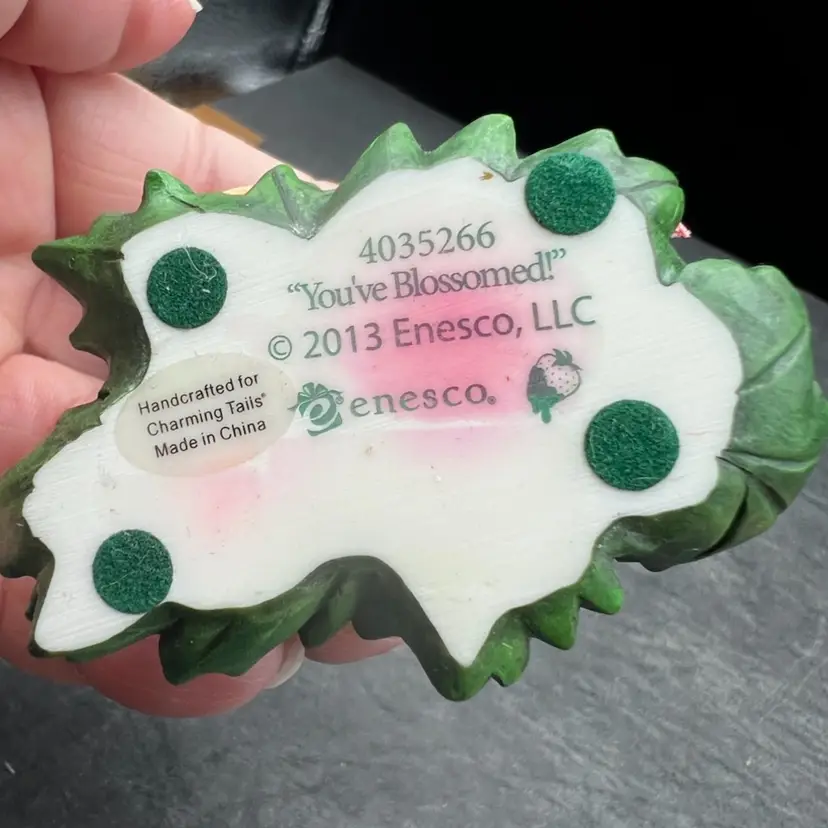 4035266
“You've Blossomed!”
© 2013 Enesco, LLC
enesco®
Handcrafted for
Charming Tails®
Made in China